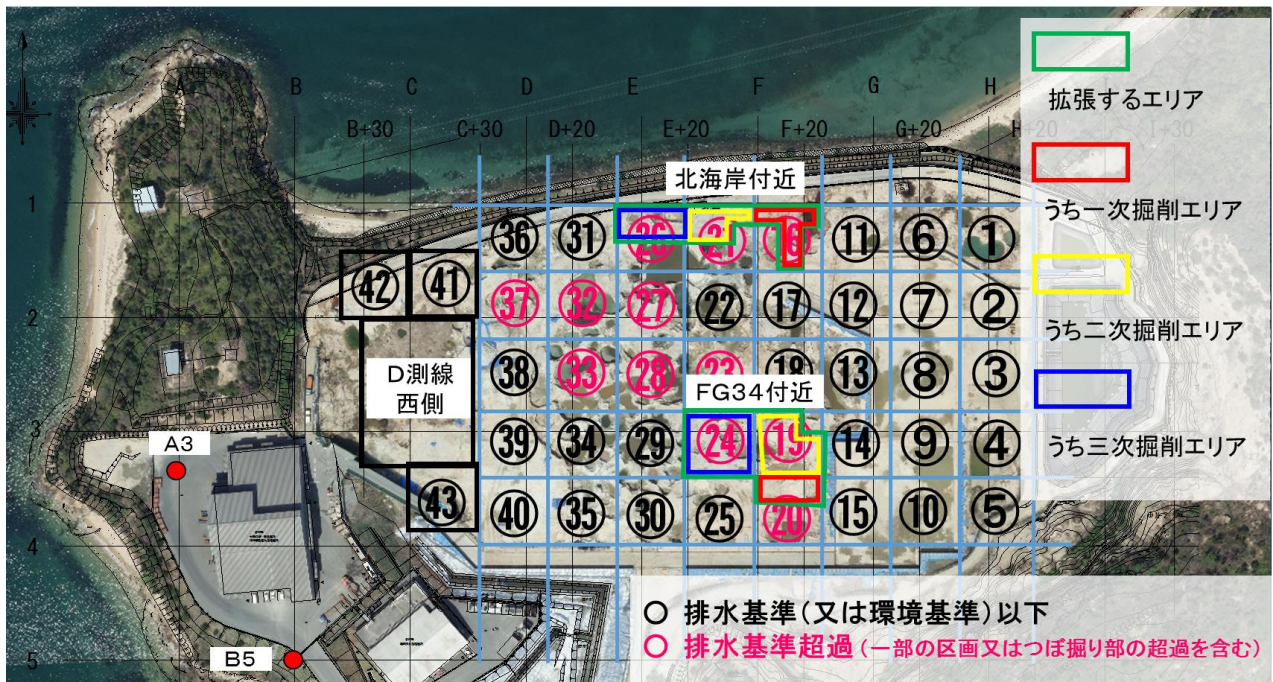 A B C D E F G H
B+30 C+30 D+20 E+20 F+20 G+20 H+20 I+30
拡張するエリア
うち一次掘削エリア
うち二次掘削エリア
うち三次掘削エリア
北海岸付近
1
36 31 26 21 16 11 6 1
42 41
37 32 27 22 17 12 7 2
2
D測線
西側
38 33 28 23 18 13 8 3
FG34付近
3
39 34 29 24 19 14 9 4
A3
43 40 35 30 25 20 15 10 5
4
○ 排水基準(又は環境基準)以下
○ 排水基準超過(一部の区画又はつぼ掘り部の超過を含む)
5
B5